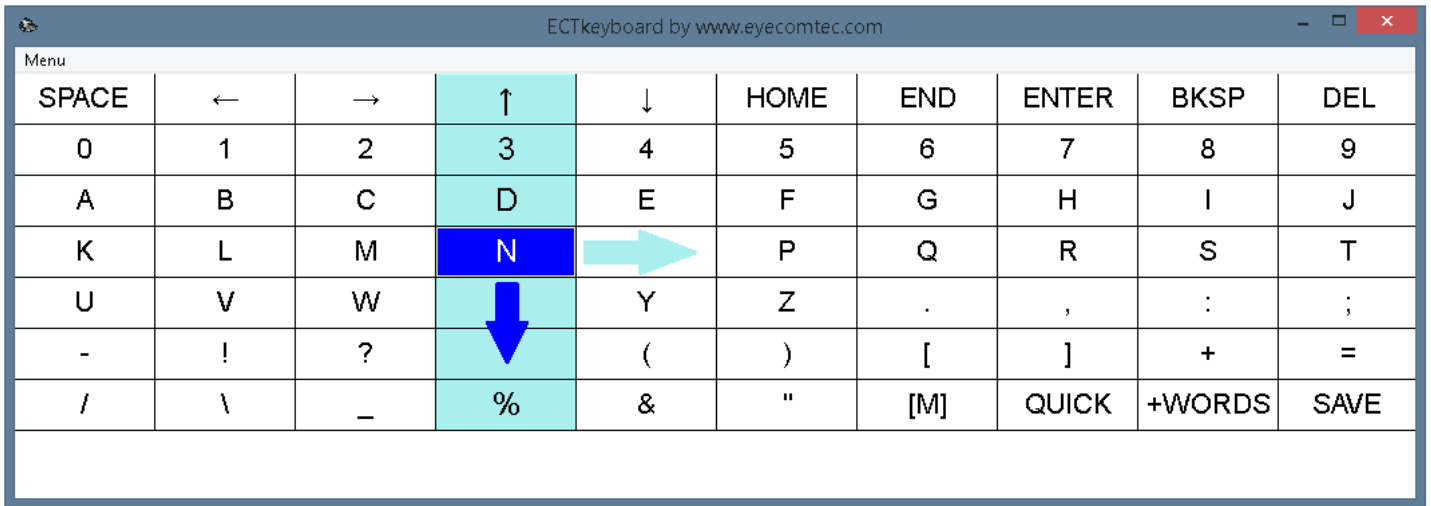 ECTkeyboard by www.eyecomtec.com
Menu
SPACE ← → ↑ ↓ HOME END ENTER BKSP DEL
0 1 2 3 4 5 6 7 8 9
A B C D E F G H I J
K L M N P Q R S T
U V W Y Z . , : ;
- ! ? ( ) [ ] + =
/ \ _ % & " [M] QUICK +WORDS SAVE